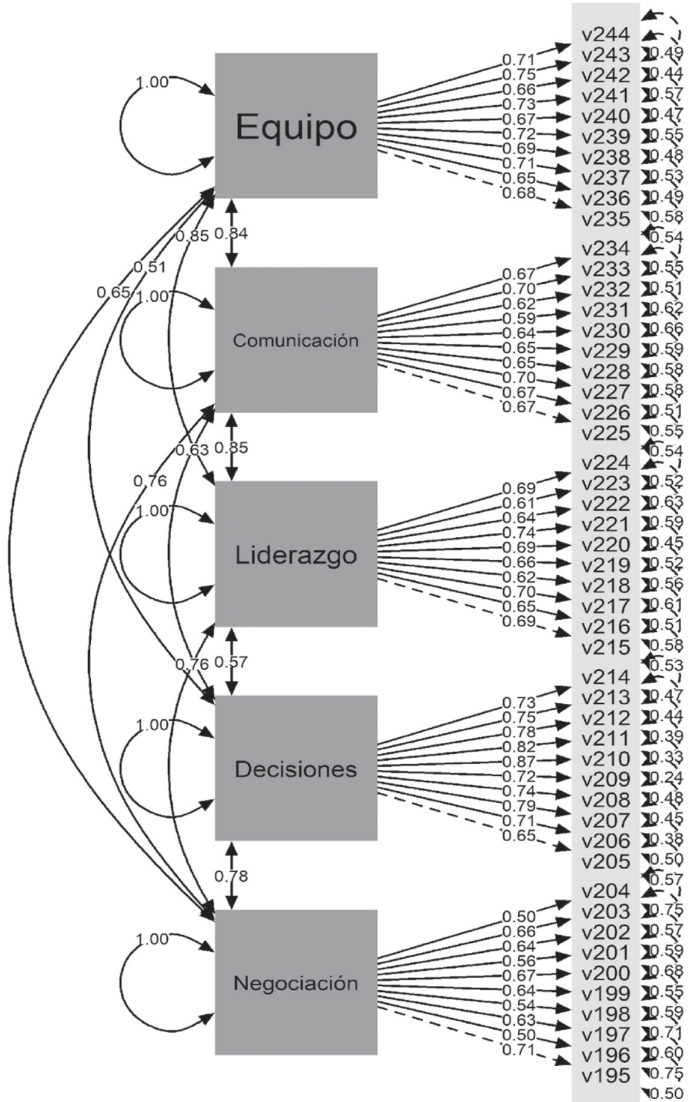 v244
0.71 v243 0.49
1.00 0.75 v242 0.44
0.66 v241 0.57
0.73 v240 0.47
Equipo 0.67 v239 0.55
0.72 v238 0.48
0.69 v237 0.53
0.71 v236 0.49
0.65 v235 0.58
0.68 0.54
0.85 0.84
v234
0.51 0.67 v233 0.55
0.65 1.00 0.70 v232 0.51
0.62 v231 0.62
0.59 v230 0.66
Comunicación 0.64 v229 0.59
0.65 v228 0.58
0.65 v227 0.58
0.70 v226 0.51
0.67 v225 0.55
0.67 0.54
0.63 0.85
v224
0.76 0.69 v223 0.52
1.00 0.61 v222 0.63
0.64 v221 0.59
0.74 v220 0.45
Liderazgo 0.69 v219 0.52
0.66 v218 0.56
0.62 v217 0.61
0.70 v216 0.51
0.65 v215 0.58
0.69 0.53
0.76 0.57
v214
0.73 v213 0.47
1.00 0.75 v212 0.44
0.78 v211 0.39
0.82 v210 0.33
Decisiones 0.87 v209 0.24
0.72 v208 0.48
0.74 v207 0.45
0.79 v206 0.38
0.71 v205 0.50
0.65 0.57
0.78
v204
0.50 v203 0.75
1.00 0.66 v202 0.57
0.64 v201 0.59
0.56 v200 0.68
Negociación 0.67 v199 0.55
0.64 v198 0.59
0.54 v197 0.71
0.63 v196 0.60
0.50 v195 0.75
0.71 0.50